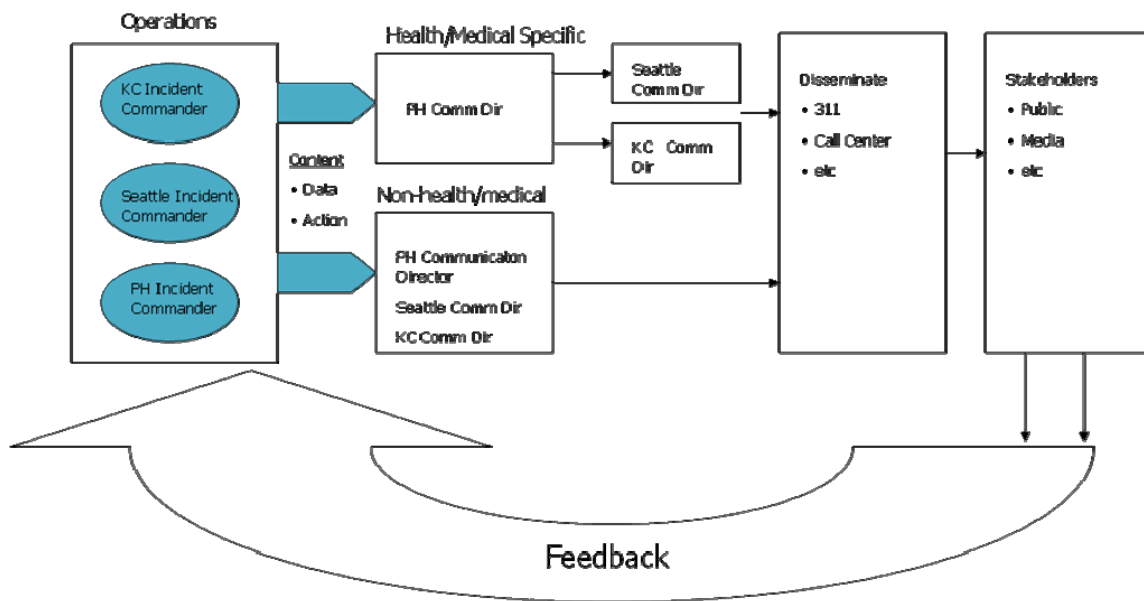 Operations
KC Incident
Commander
Seattle Incident
Commander
PH Incident
Commander
Content
• Data
• Action
Health/Medical Specific
PH Comm Dir
Non-health/medical
PH Communicaton
Director
Seattle Comm Dir
KC Comm Dir
Seattle
Comm Dir
KC Comm
Dir
Disseminate
• 311
• Call Center
• etc
Stakeholders
• Public
• Media
• etc
Feedback